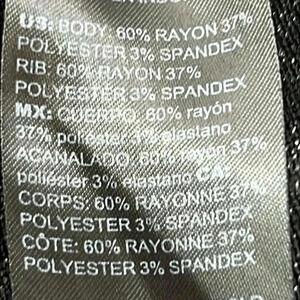 US: BODY: 60% RAYON 37%
POLYESTER 3% SPANDEX
RIB: 60% RAYON 37%
POLYESTER 3% SPANDEX
MX: CUERPO: 60% rayón
37% poliéster 3% elastano
ACANALADO: 60% rayón 37%
poliéster 3% elastano CA:
CORPS: 60% RAYONNE 37%
POLYESTER 3% SPANDEX
CÔTE: 60% RAYONNE 37%
POLYESTER 3% SPANDEX